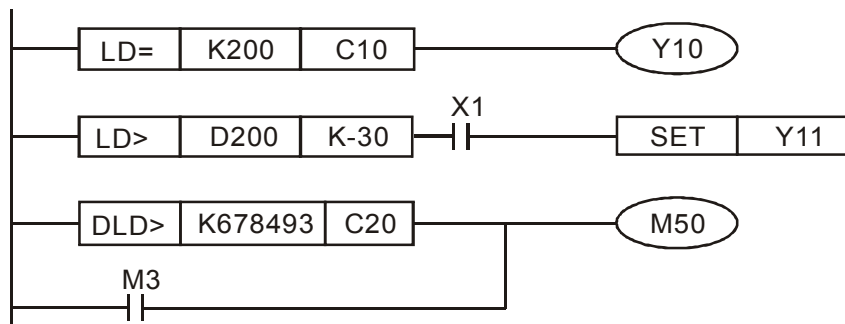 LD= K200 C10 Y10
X1
LD> D200 K-30 SET Y11
DLD> K678493 C20 M50
M3